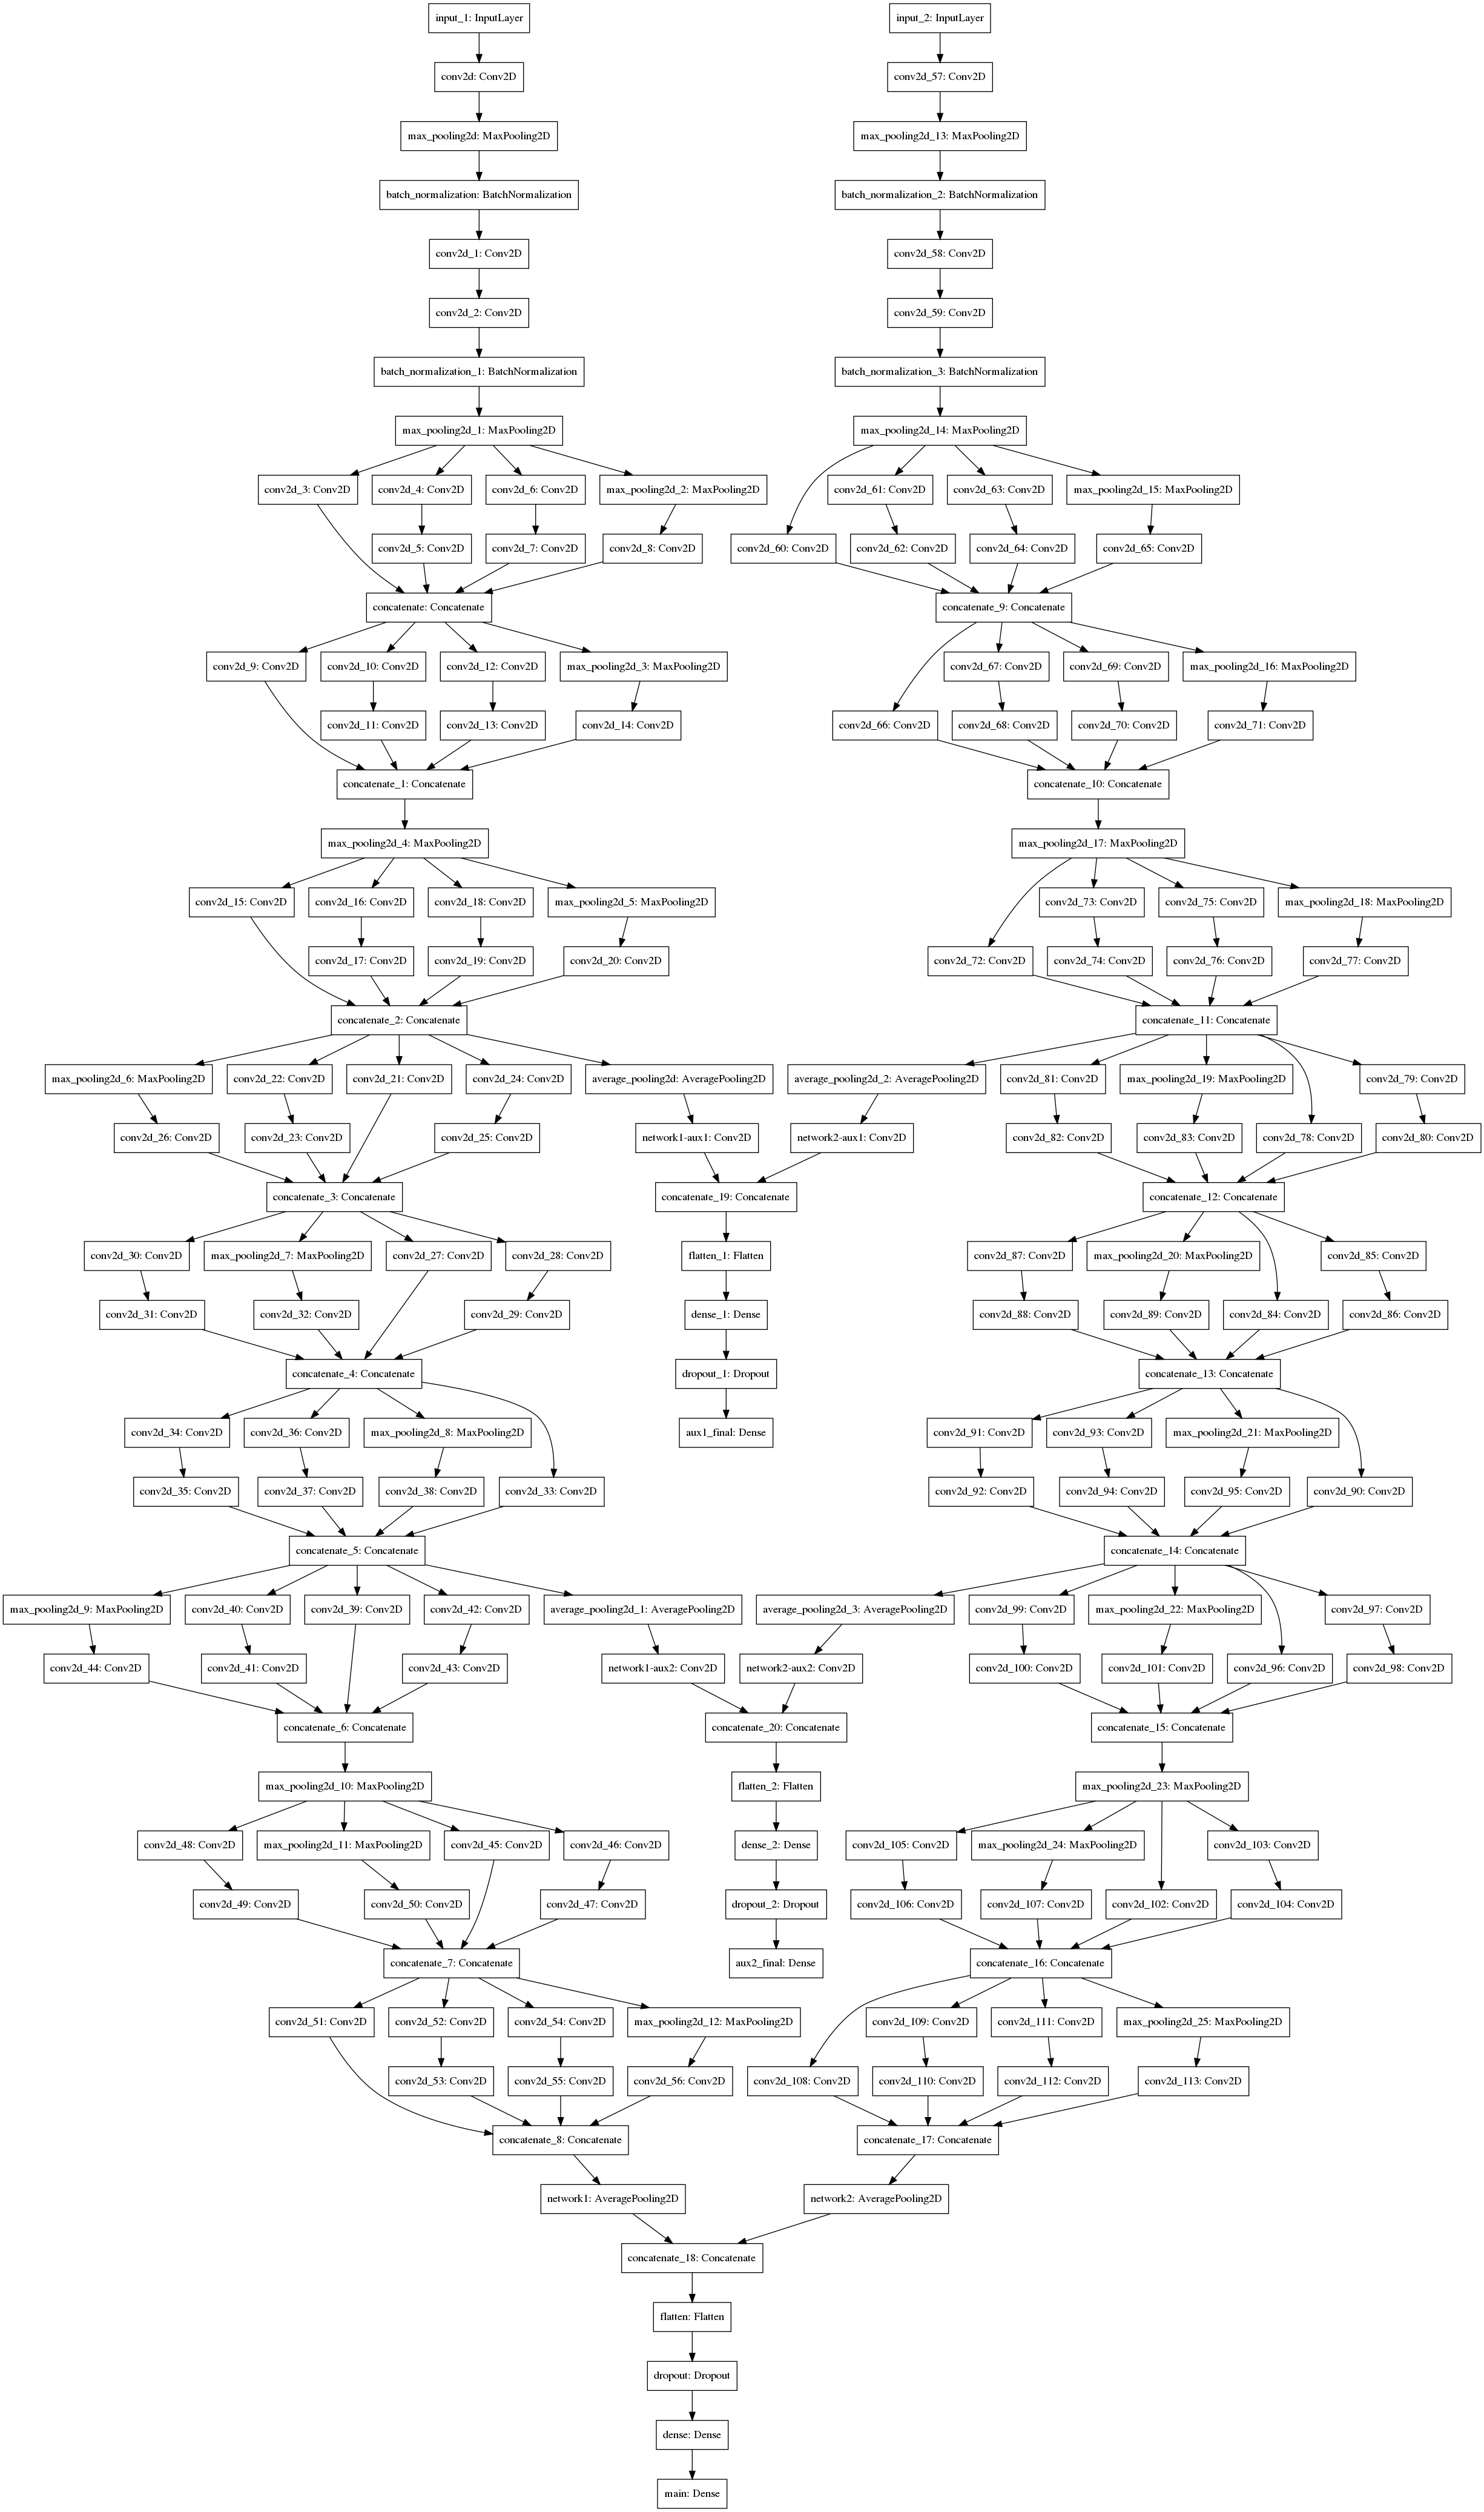 input_1: InputLayer
input_2: InputLayer
conv2d: Conv2D
conv2d_57: Conv2D
max_pooling2d: MaxPooling2D
max_pooling2d_13: MaxPooling2D
batch_normalization: BatchNormalization
batch_normalization_2: BatchNormalization
conv2d_1: Conv2D
conv2d_58: Conv2D
conv2d_2: Conv2D
conv2d_59: Conv2D
batch_normalization_1: BatchNormalization
batch_normalization_3: BatchNormalization
max_pooling2d_1: MaxPooling2D
max_pooling2d_14: MaxPooling2D
conv2d_3: Conv2D
conv2d_4: Conv2D
conv2d_6: Conv2D
max_pooling2d_2: MaxPooling2D
conv2d_61: Conv2D
conv2d_63: Conv2D
max_pooling2d_15: MaxPooling2D
conv2d_5: Conv2D
conv2d_7: Conv2D
conv2d_8: Conv2D
conv2d_60: Conv2D
conv2d_62: Conv2D
conv2d_64: Conv2D
conv2d_65: Conv2D
concatenate: Concatenate
concatenate_9: Concatenate
conv2d_9: Conv2D
conv2d_10: Conv2D
conv2d_12: Conv2D
max_pooling2d_3: MaxPooling2D
conv2d_67: Conv2D
conv2d_69: Conv2D
max_pooling2d_16: MaxPooling2D
conv2d_11: Conv2D
conv2d_13: Conv2D
conv2d_14: Conv2D
conv2d_66: Conv2D
conv2d_68: Conv2D
conv2d_70: Conv2D
conv2d_71: Conv2D
concatenate_1: Concatenate
concatenate_10: Concatenate
max_pooling2d_4: MaxPooling2D
max_pooling2d_17: MaxPooling2D
conv2d_15: Conv2D
conv2d_16: Conv2D
conv2d_18: Conv2D
max_pooling2d_5: MaxPooling2D
conv2d_73: Conv2D
conv2d_75: Conv2D
max_pooling2d_18: MaxPooling2D
conv2d_17: Conv2D
conv2d_19: Conv2D
conv2d_20: Conv2D
conv2d_72: Conv2D
conv2d_74: Conv2D
conv2d_76: Conv2D
conv2d_77: Conv2D
concatenate_2: Concatenate
concatenate_11: Concatenate
max_pooling2d_6: MaxPooling2D
conv2d_22: Conv2D
conv2d_21: Conv2D
conv2d_24: Conv2D
average_pooling2d: AveragePooling2D
average_pooling2d_2: AveragePooling2D
conv2d_81: Conv2D
max_pooling2d_19: MaxPooling2D
conv2d_79: Conv2D
conv2d_26: Conv2D
conv2d_23: Conv2D
conv2d_25: Conv2D
network1-aux1: Conv2D
network2-aux1: Conv2D
conv2d_82: Conv2D
conv2d_83: Conv2D
conv2d_78: Conv2D
conv2d_80: Conv2D
concatenate_3: Concatenate
concatenate_19: Concatenate
concatenate_12: Concatenate
conv2d_30: Conv2D
max_pooling2d_7: MaxPooling2D
conv2d_27: Conv2D
conv2d_28: Conv2D
flatten_1: Flatten
conv2d_87: Conv2D
max_pooling2d_20: MaxPooling2D
conv2d_85: Conv2D
conv2d_31: Conv2D
conv2d_32: Conv2D
conv2d_29: Conv2D
dense_1: Dense
conv2d_88: Conv2D
conv2d_89: Conv2D
conv2d_84: Conv2D
conv2d_86: Conv2D
concatenate_4: Concatenate
dropout_1: Dropout
concatenate_13: Concatenate
conv2d_34: Conv2D
conv2d_36: Conv2D
max_pooling2d_8: MaxPooling2D
aux1_final: Dense
conv2d_91: Conv2D
conv2d_93: Conv2D
max_pooling2d_21: MaxPooling2D
conv2d_35: Conv2D
conv2d_37: Conv2D
conv2d_38: Conv2D
conv2d_33: Conv2D
conv2d_92: Conv2D
conv2d_94: Conv2D
conv2d_95: Conv2D
conv2d_90: Conv2D
concatenate_5: Concatenate
concatenate_14: Concatenate
max_pooling2d_9: MaxPooling2D
conv2d_40: Conv2D
conv2d_39: Conv2D
conv2d_42: Conv2D
average_pooling2d_1: AveragePooling2D
average_pooling2d_3: AveragePooling2D
conv2d_99: Conv2D
max_pooling2d_22: MaxPooling2D
conv2d_97: Conv2D
conv2d_44: Conv2D
conv2d_41: Conv2D
conv2d_43: Conv2D
network1-aux2: Conv2D
network2-aux2: Conv2D
conv2d_100: Conv2D
conv2d_101: Conv2D
conv2d_96: Conv2D
conv2d_98: Conv2D
concatenate_6: Concatenate
concatenate_20: Concatenate
concatenate_15: Concatenate
max_pooling2d_10: MaxPooling2D
flatten_2: Flatten
max_pooling2d_23: MaxPooling2D
conv2d_48: Conv2D
max_pooling2d_11: MaxPooling2D
conv2d_45: Conv2D
conv2d_46: Conv2D
dense_2: Dense
conv2d_105: Conv2D
max_pooling2d_24: MaxPooling2D
conv2d_103: Conv2D
conv2d_49: Conv2D
conv2d_50: Conv2D
conv2d_47: Conv2D
dropout_2: Dropout
conv2d_106: Conv2D
conv2d_107: Conv2D
conv2d_102: Conv2D
conv2d_104: Conv2D
concatenate_7: Concatenate
aux2_final: Dense
concatenate_16: Concatenate
conv2d_51: Conv2D
conv2d_52: Conv2D
conv2d_54: Conv2D
max_pooling2d_12: MaxPooling2D
conv2d_109: Conv2D
conv2d_111: Conv2D
max_pooling2d_25: MaxPooling2D
conv2d_53: Conv2D
conv2d_55: Conv2D
conv2d_56: Conv2D
conv2d_108: Conv2D
conv2d_110: Conv2D
conv2d_112: Conv2D
conv2d_113: Conv2D
concatenate_8: Concatenate
concatenate_17: Concatenate
network1: AveragePooling2D
network2: AveragePooling2D
concatenate_18: Concatenate
flatten: Flatten
dropout: Dropout
dense: Dense
main: Dense